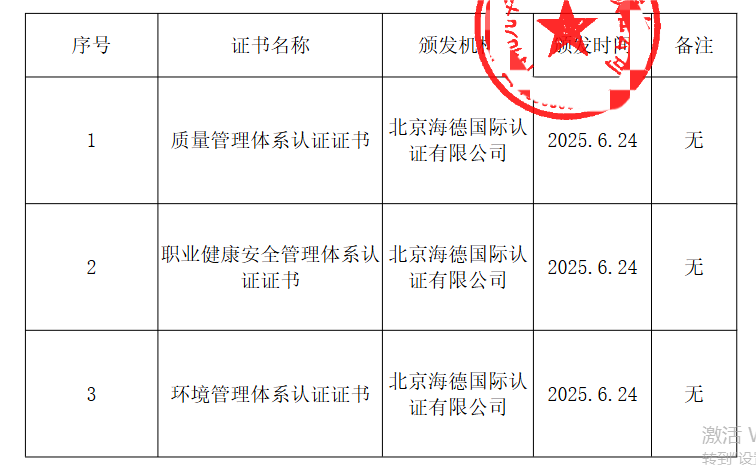 序号 证书名称 颁发机构 颁发时间 备注
1 质量管理体系认证证书 北京海德国际认
证有限公司 2025.6.24 无
2 职业健康安全管理体系认
证证书 北京海德国际认
证有限公司 2025.6.24 无
3 环境管理体系认证证书 北京海德国际认
证有限公司 2025.6.24 无
激活
转到"设